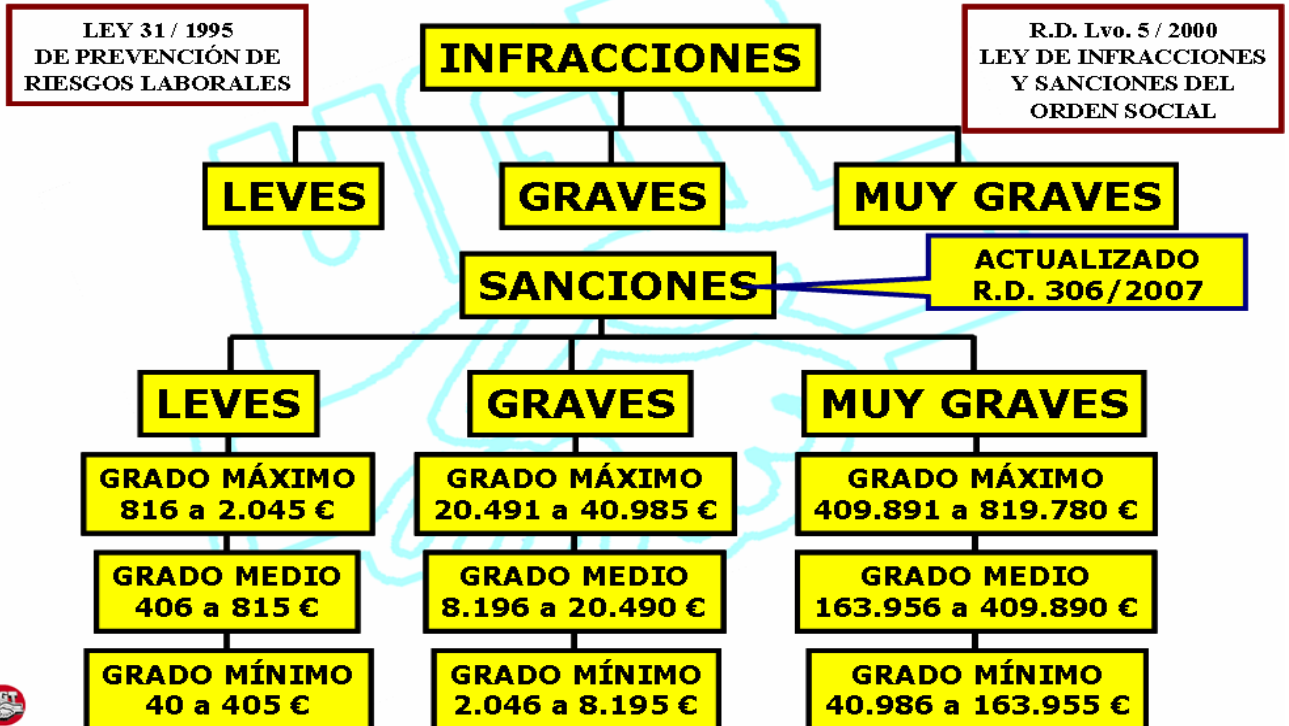 LEY 31 / 1995
DE PREVENCIÓN DE
RIESGOS LABORALES
INFRACCIONES
R.D. Lvo. 5 / 2000
LEY DE INFRACCIONES
Y SANCIONES DEL
ORDEN SOCIAL
LEVES
GRAVES
MUY GRAVES
SANCIONES
ACTUALIZADO
R.D. 306/2007
LEVES
GRAVES
MUY GRAVES
GRADO MÁXIMO
816 a 2.045 €
GRADO MÁXIMO
20.491 a 40.985 €
GRADO MÁXIMO
409.891 a 819.780 €
GRADO MEDIO
406 a 815 €
GRADO MEDIO
8.196 a 20.490 €
GRADO MEDIO
163.956 a 409.890 €
GRADO MÍNIMO
40 a 405 €
GRADO MÍNIMO
2.046 a 8.195 €
GRADO MÍNIMO
40.986 a 163.955 €